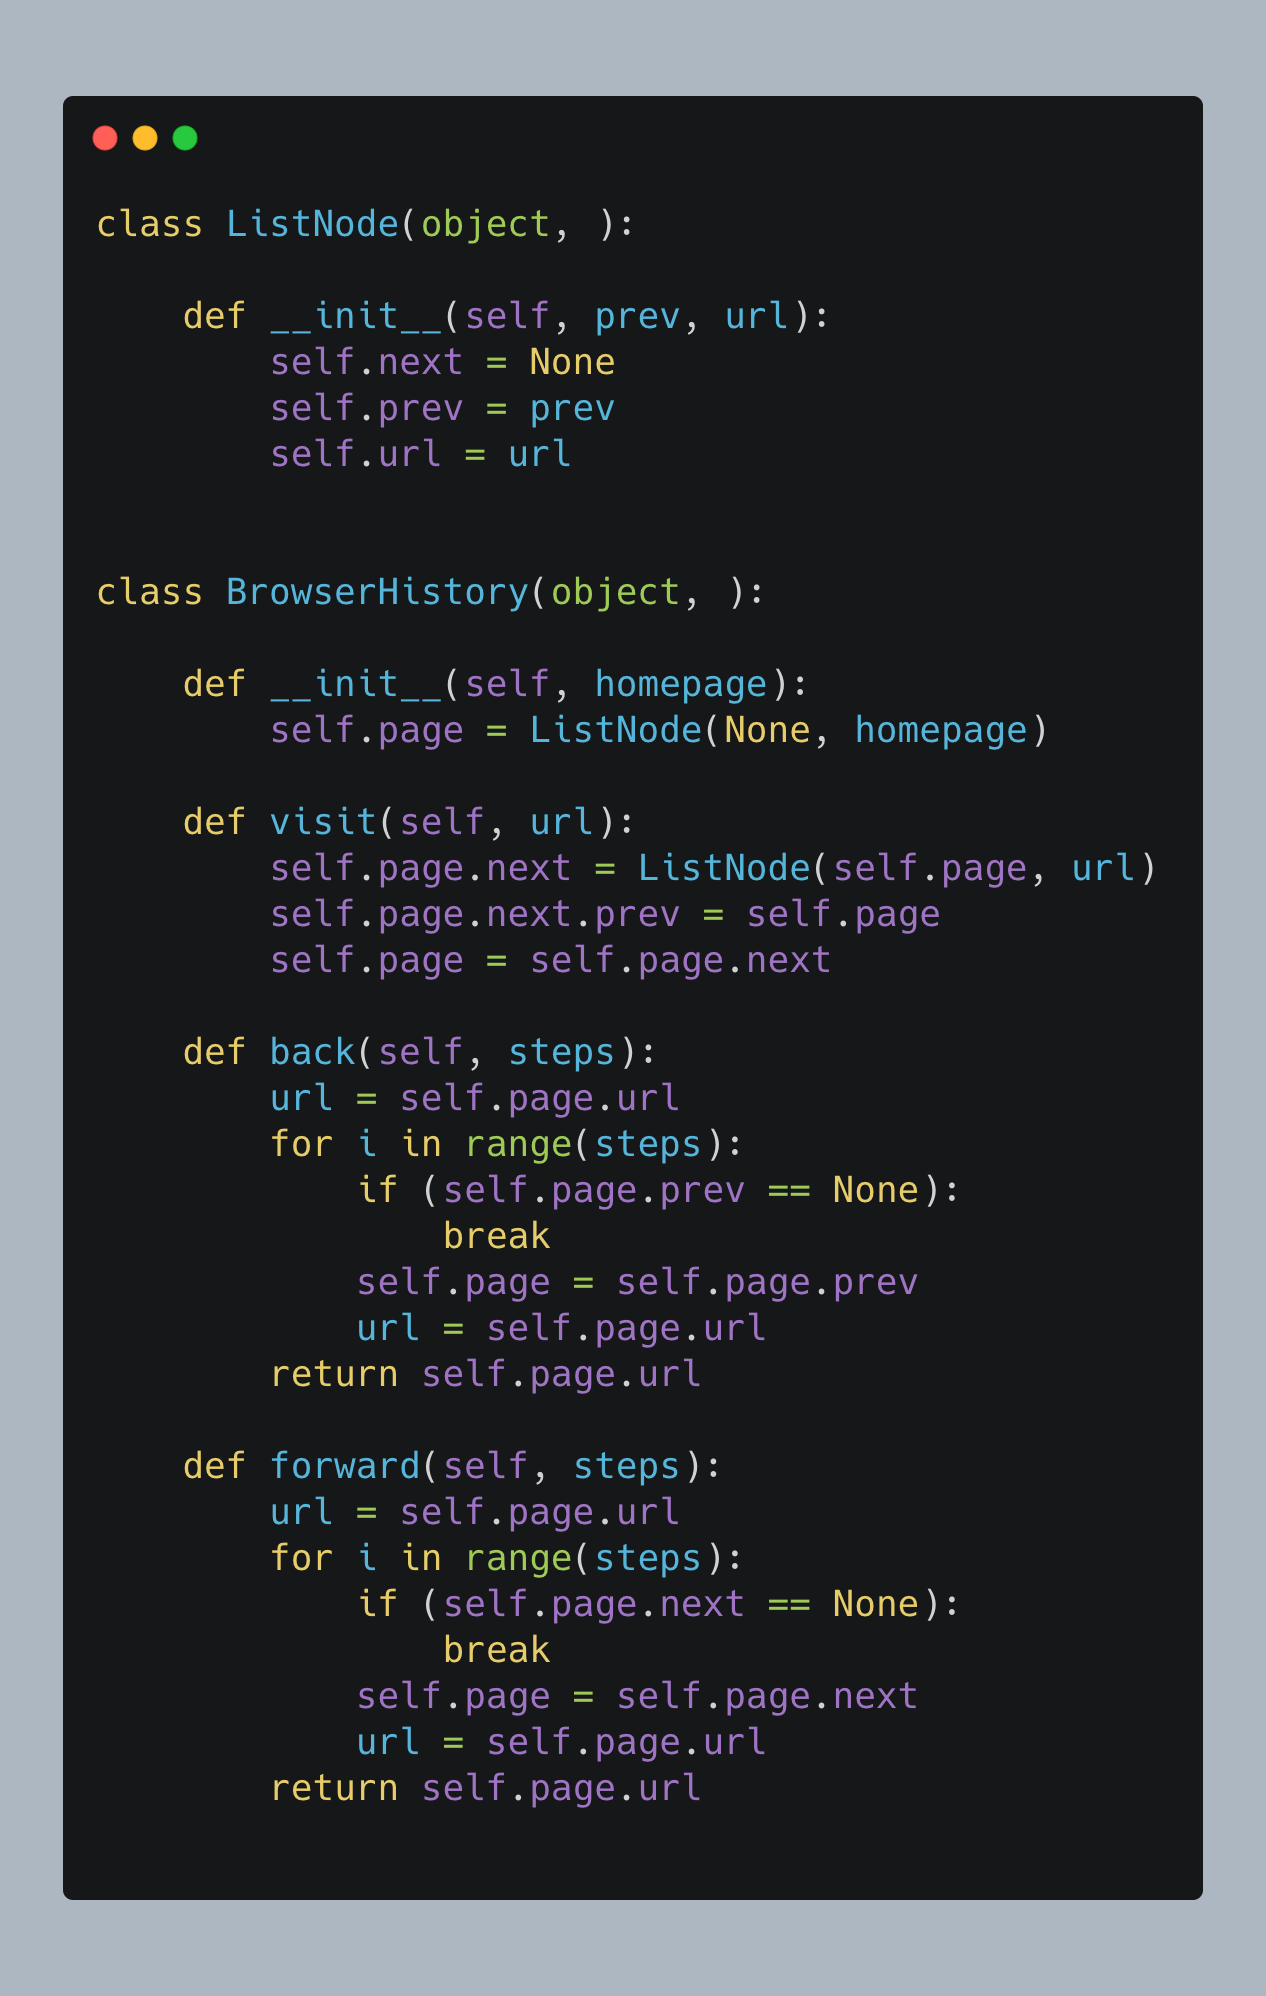 class ListNode(object, ):
    def __init__(self, prev, url):
        self.next = None
        self.prev = prev
        self.url = url
class BrowserHistory(object, ):
    def __init__(self, homepage):
        self.page = ListNode(None, homepage)
    def visit(self, url):
        self.page.next = ListNode(self.page, url)
        self.page.next.prev = self.page
        self.page = self.page.next
    def back(self, steps):
        url = self.page.url
        for i in range(steps):
            if (self.page.prev == None):
                break
            self.page = self.page.prev
            url = self.page.url
        return self.page.url
    def forward(self, steps):
        url = self.page.url
        for i in range(steps):
            if (self.page.next == None):
                break
            self.page = self.page.next
            url = self.page.url
        return self.page.url